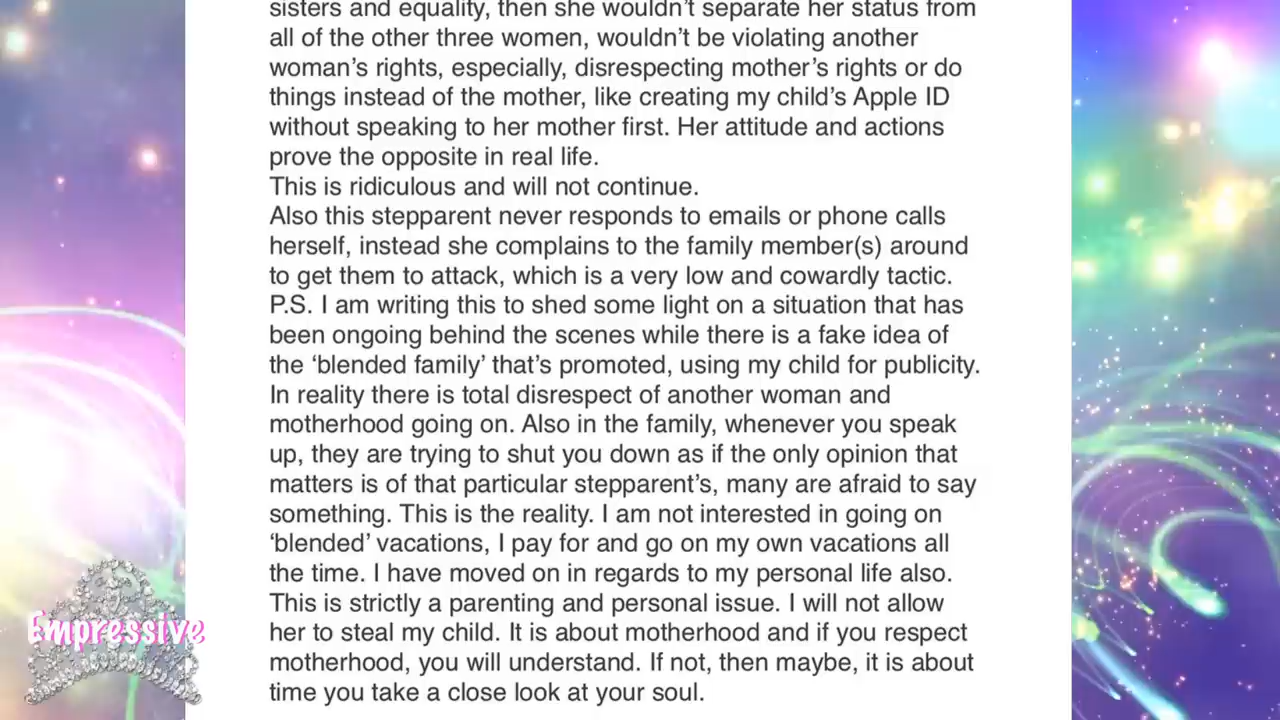 sisters and equality, then she wouldn’t separate her status from
all of the other three women, wouldn’t be violating another
woman’s rights, especially, disrespecting mother’s rights or do
things instead of the mother, like creating my child’s Apple ID
without speaking to her mother first. Her attitude and actions
prove the opposite in real life.
This is ridiculous and will not continue.
Also this stepparent never responds to emails or phone calls
herself, instead she complains to the family member(s) around
to get them to attack, which is a very low and cowardly tactic.
P.S. I am writing this to shed some light on a situation that has
been ongoing behind the scenes while there is a fake idea of
the ‘blended family’ that’s promoted, using my child for publicity.
In reality there is total disrespect of another woman and
motherhood going on. Also in the family, whenever you speak
up, they are trying to shut you down as if the only opinion that
matters is of that particular stepparent’s, many are afraid to say
something. This is the reality. I am not interested in going on
‘blended’ vacations, I pay for and go on my own vacations all
the time. I have moved on in regards to my personal life also.
This is strictly a parenting and personal issue. I will not allow
her to steal my child. It is about motherhood and if you respect
motherhood, you will understand. If not, then maybe, it is about
time you take a close look at your soul.
Empressive